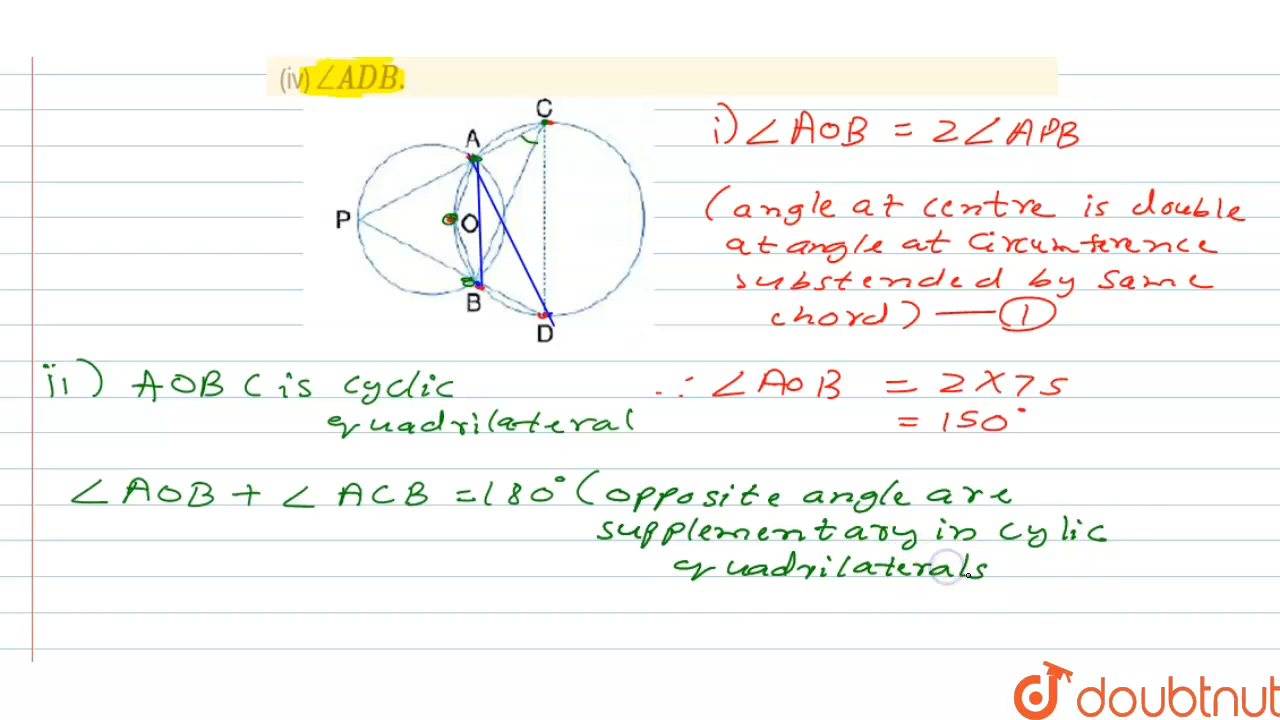 (iv) ∠ADB.
C
A
P
O
B
D
i) ∠AOB = 2∠APB
(angle at centre is double
at angle at circumference
substended by same
chord) — ①
∴ ∠AOB = 2×75
= 150°
ii) AOBC is cyclic
quadrilateral
∠AOB + ∠ACB = 180° (opposite angle are
supplementary in cylic
quadrilaterals
doubtnut